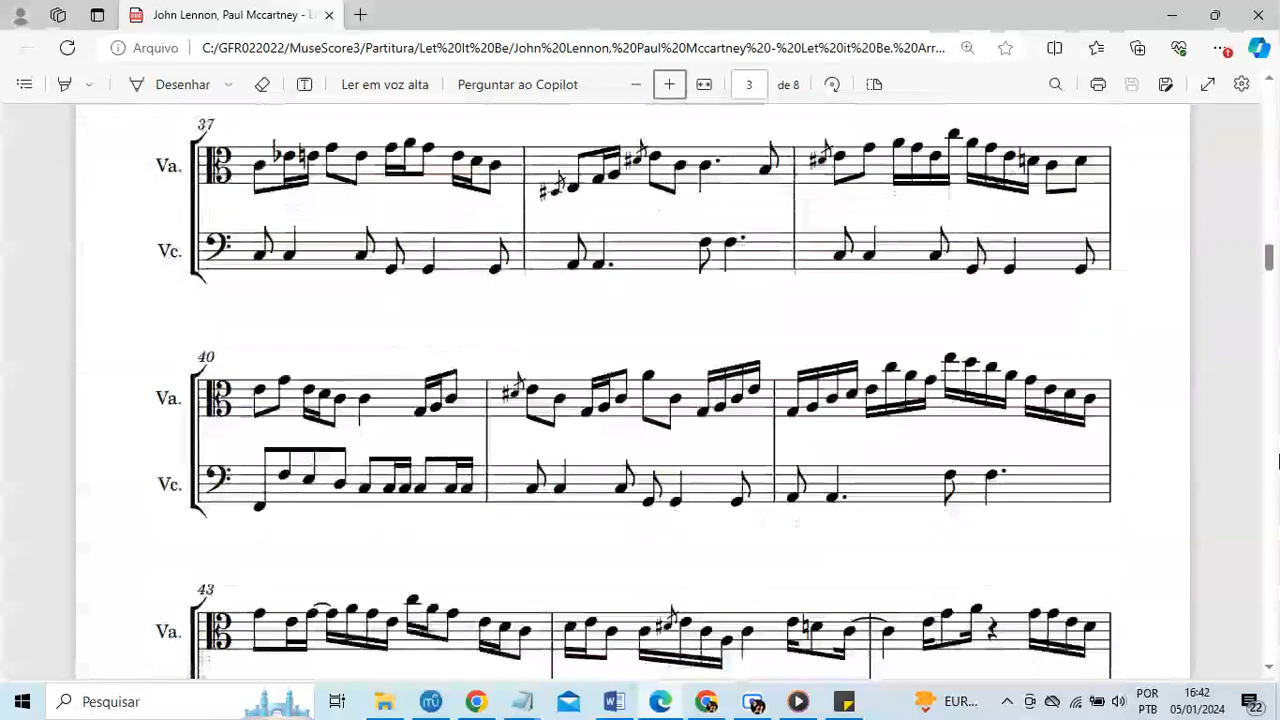 John Lennon, Paul Mccartney - L
Arquivo C:/GFR022022/MuseScore3/Partitura/Let%20It%20Be/John%20Lennon,%20Paul%20Mccartney%20-%20Let%20it%20Be.%20Arr...
Desenhar Ler em voz alta Perguntar ao Copilot 3 de 8
37
Va.
Vc.
40
Va.
Vc.
43
Va.
Pesquisar EUR... POR 16:42
PTB 05/01/2024 22